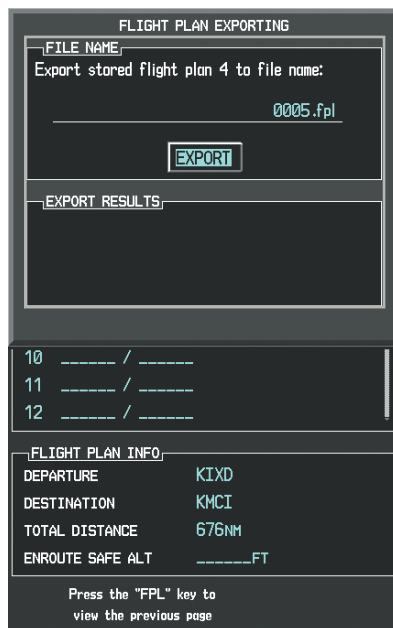 FLIGHT PLAN EXPORTING
FILE NAME
Export stored flight plan 4 to file name:
0005.fpl
EXPORT
EXPORT RESULTS
10 ______ / ______
11 ______ / ______
12 ______ / ______
FLIGHT PLAN INFO
DEPARTURE KIXD
DESTINATION KMCI
TOTAL DISTANCE 676NM
ENROUTE SAFE ALT ______FT
Press the "FPL" key to
view the previous page